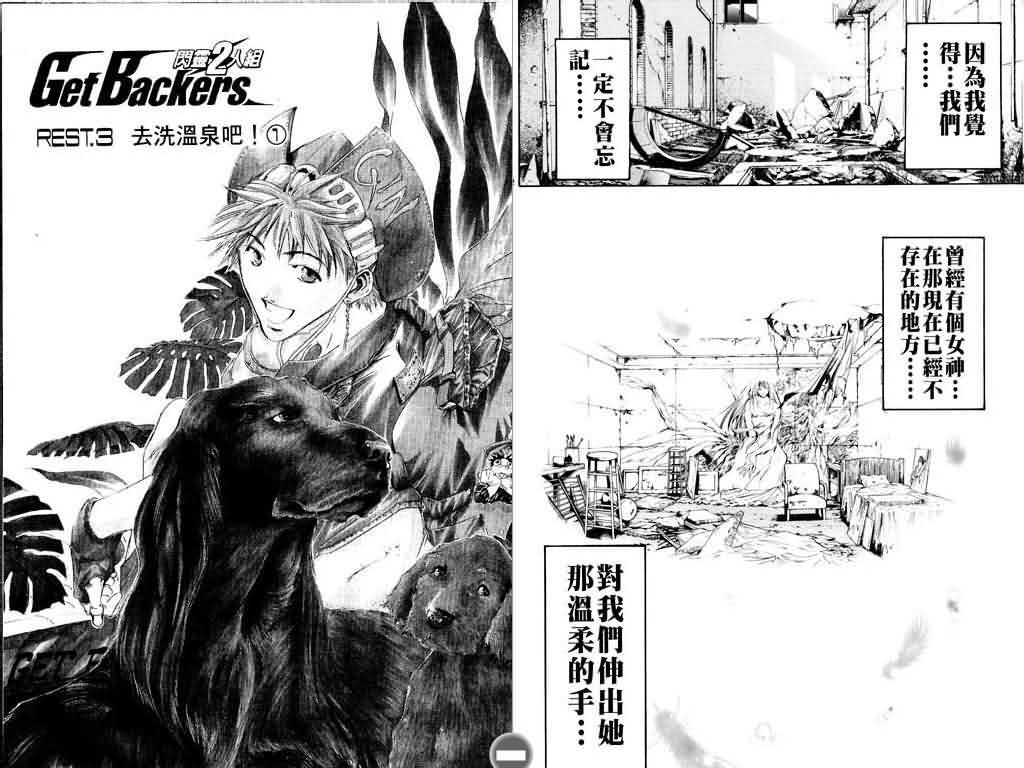 因為我覺
得…我們
……
一定不會忘
記……
曾經有個女神…
在那現在已經不
存在的地方……
對我們伸出她
那溫柔的手…
閃靈2人組
GetBackers
REST.3 去洗溫泉吧！①